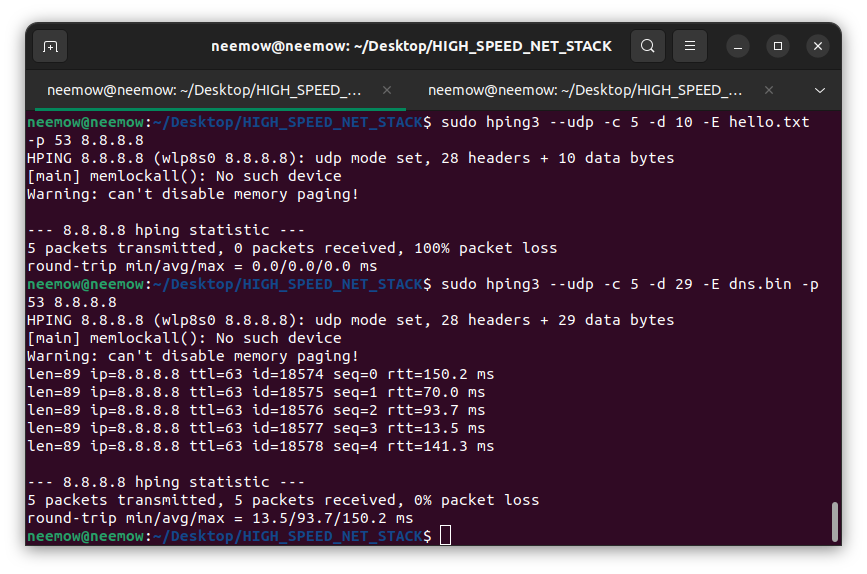 neemow@neemow: ~/Desktop/HIGH_SPEED_NET_STACK
neemow@neemow: ~/Desktop/HIGH_SPEED_... neemow@neemow: ~/Desktop/HIGH_SPEED_...
neemow@neemow:~/Desktop/HIGH_SPEED_NET_STACK$ sudo hping3 --udp -c 5 -d 10 -E hello.txt
-p 53 8.8.8.8
HPING 8.8.8.8 (wlp8s0 8.8.8.8): udp mode set, 28 headers + 10 data bytes
[main] memlockall(): No such device
Warning: can't disable memory paging!
--- 8.8.8.8 hping statistic ---
5 packets transmitted, 0 packets received, 100% packet loss
round-trip min/avg/max = 0.0/0.0/0.0 ms
neemow@neemow:~/Desktop/HIGH_SPEED_NET_STACK$ sudo hping3 --udp -c 5 -d 29 -E dns.bin -p
53 8.8.8.8
HPING 8.8.8.8 (wlp8s0 8.8.8.8): udp mode set, 28 headers + 29 data bytes
[main] memlockall(): No such device
Warning: can't disable memory paging!
len=89 ip=8.8.8.8 ttl=63 id=18574 seq=0 rtt=150.2 ms
len=89 ip=8.8.8.8 ttl=63 id=18575 seq=1 rtt=70.0 ms
len=89 ip=8.8.8.8 ttl=63 id=18576 seq=2 rtt=93.7 ms
len=89 ip=8.8.8.8 ttl=63 id=18577 seq=3 rtt=13.5 ms
len=89 ip=8.8.8.8 ttl=63 id=18578 seq=4 rtt=141.3 ms
--- 8.8.8.8 hping statistic ---
5 packets transmitted, 5 packets received, 0% packet loss
round-trip min/avg/max = 13.5/93.7/150.2 ms
neemow@neemow:~/Desktop/HIGH_SPEED_NET_STACK$